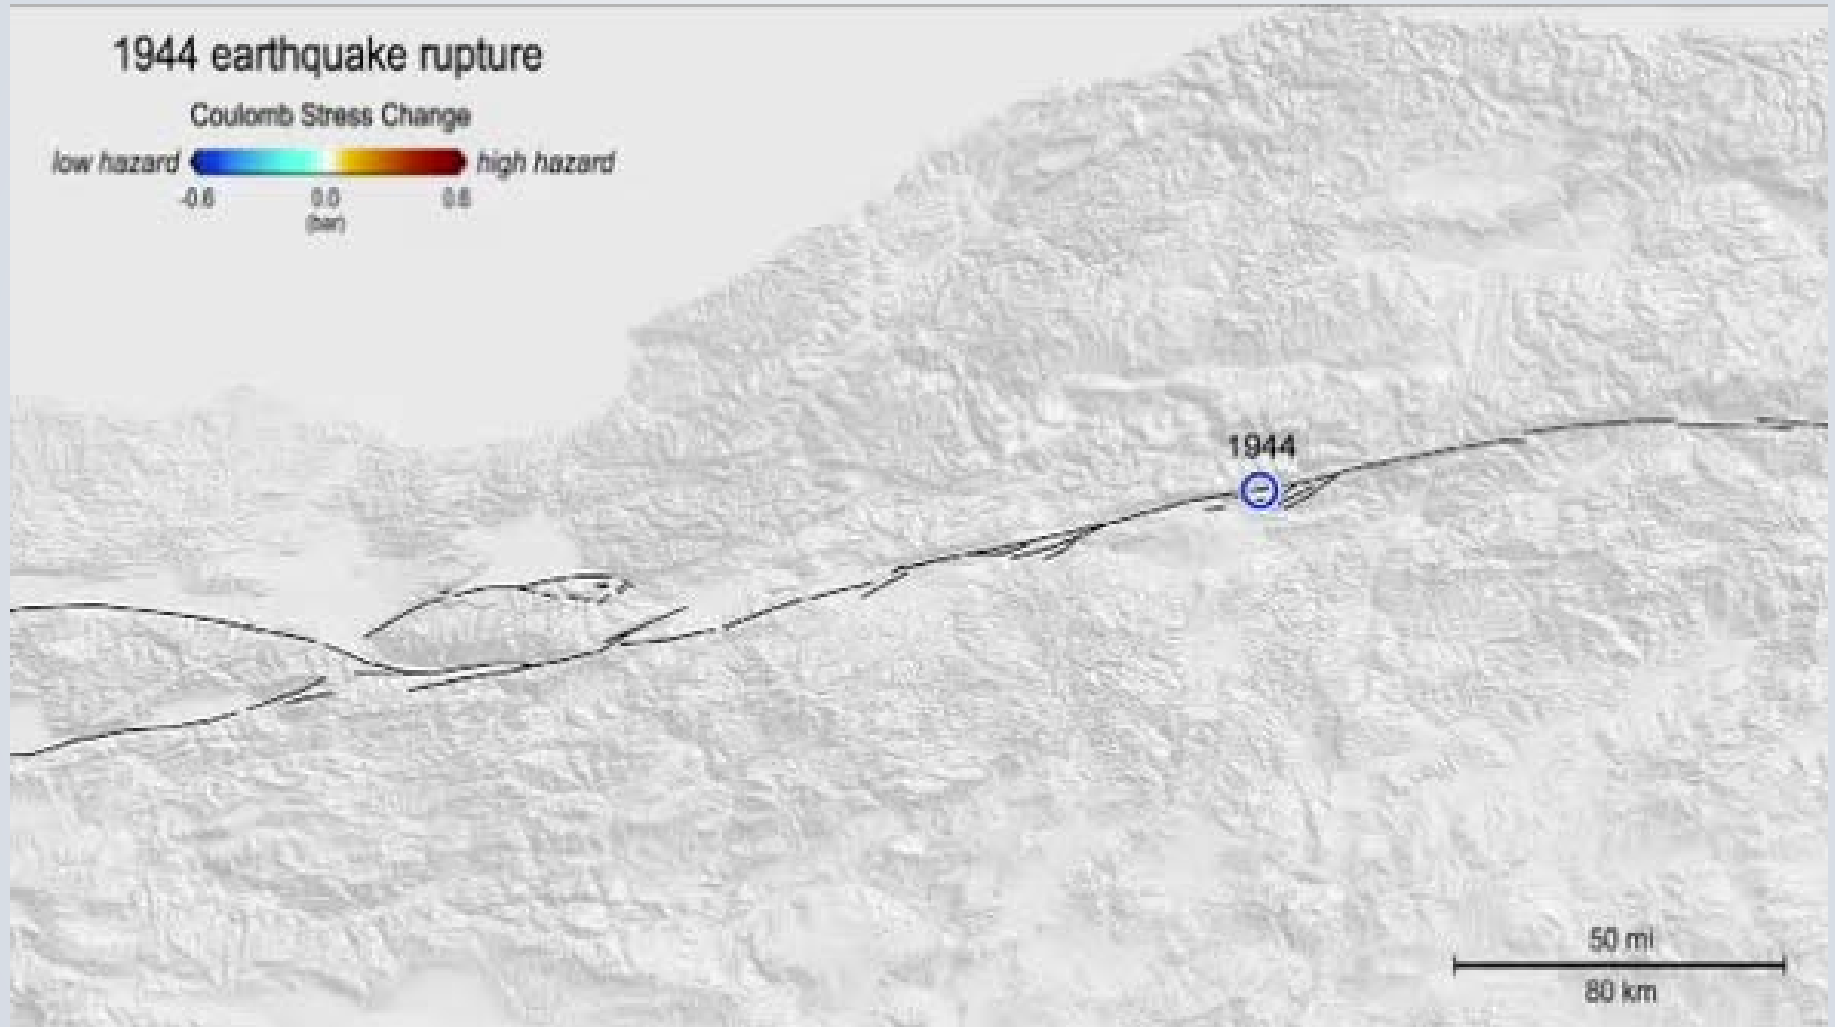 1944 earthquake rupture
Coulomb Stress Change
low hazard high hazard
-0.6 0.0 0.6
(bar)
1944
50 mi
80 km